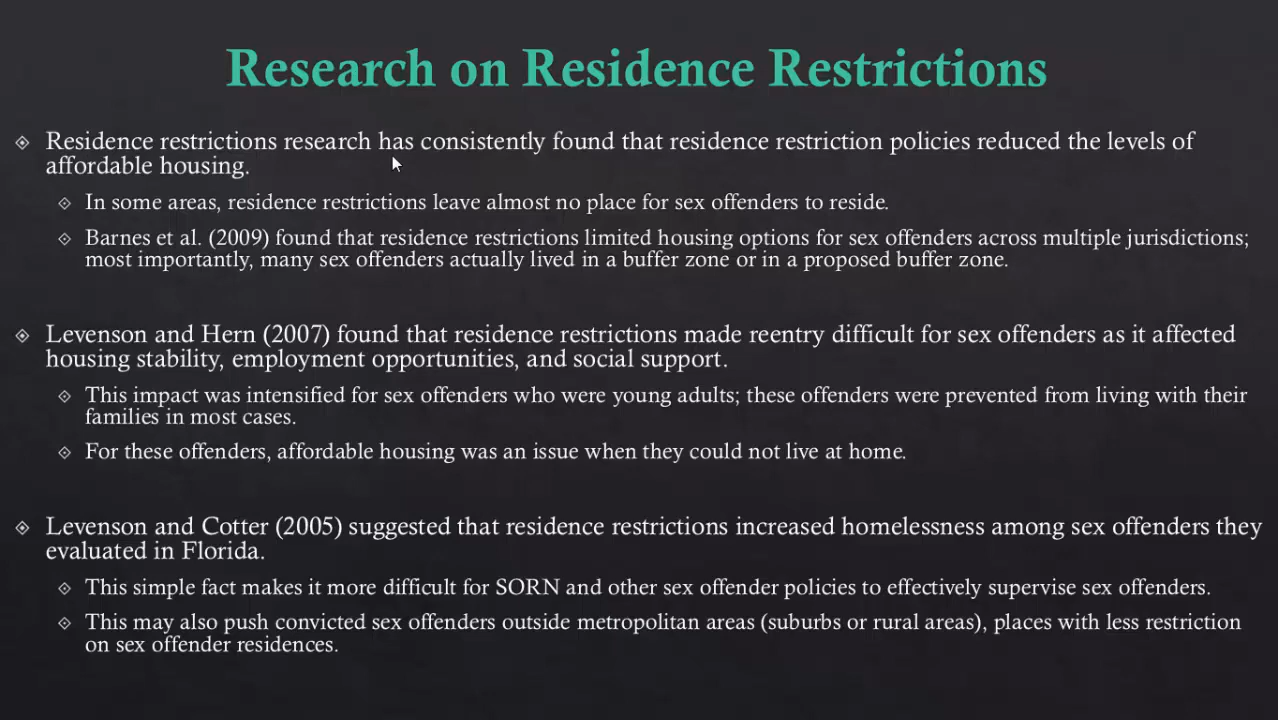 Research on Residence Restrictions
Residence restrictions research has consistently found that residence restriction policies reduced the levels of
affordable housing.
In some areas, residence restrictions leave almost no place for sex offenders to reside.
Barnes et al. (2009) found that residence restrictions limited housing options for sex offenders across multiple jurisdictions;
most importantly, many sex offenders actually lived in a buffer zone or in a proposed buffer zone.
Levenson and Hern (2007) found that residence restrictions made reentry difficult for sex offenders as it affected
housing stability, employment opportunities, and social support.
This impact was intensified for sex offenders who were young adults; these offenders were prevented from living with their
families in most cases.
For these offenders, affordable housing was an issue when they could not live at home.
Levenson and Cotter (2005) suggested that residence restrictions increased homelessness among sex offenders they
evaluated in Florida.
This simple fact makes it more difficult for SORN and other sex offender policies to effectively supervise sex offenders.
This may also push convicted sex offenders outside metropolitan areas (suburbs or rural areas), places with less restriction
on sex offender residences.